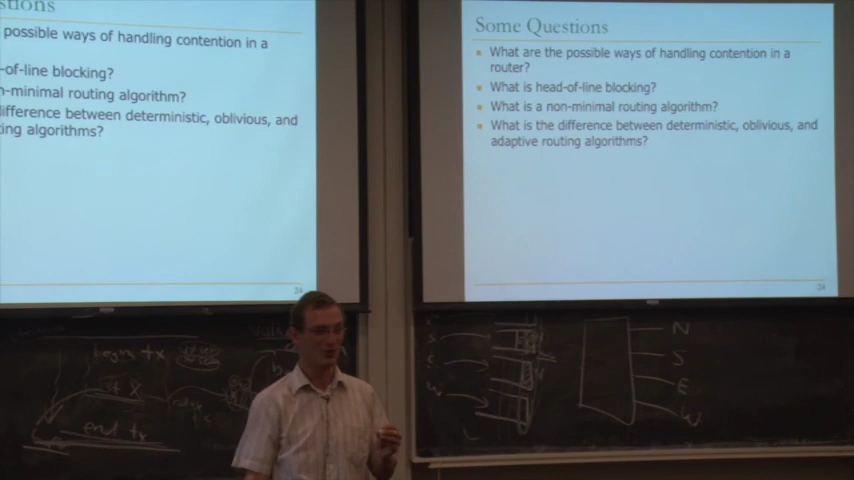 stions
possible ways of handling contention in a
-of-line blocking?
n-minimal routing algorithm?
ifference between deterministic, oblivious, and
ing algorithms?
24
Some Questions
What are the possible ways of handling contention in a
router?
What is head-of-line blocking?
What is a non-minimal routing algorithm?
What is the difference between deterministic, oblivious, and
adaptive routing algorithms?
24
begin tx
end tx
N
S
E
W